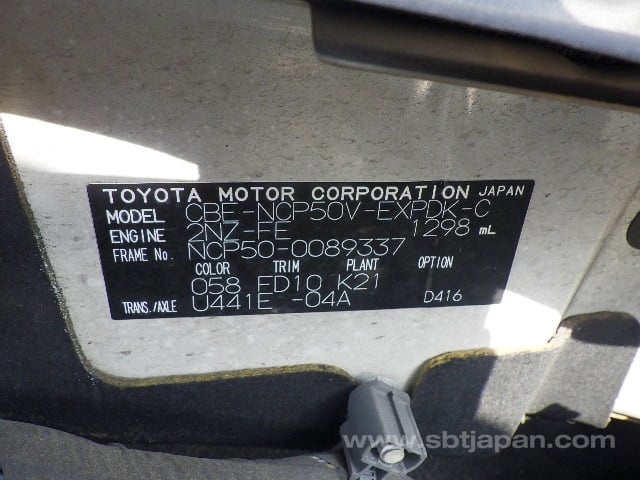 TOYOTA MOTOR CORPORATION JAPAN
MODEL CBE-NCP50V-EXPDK-C
ENGINE 2NZ-FE 1298 mL
FRAME No. NCP50-0089337
COLOR TRIM PLANT OPTION
058 FD10 K21
TRANS./AXLE U441E -04A D416
www.sbtjapan.com